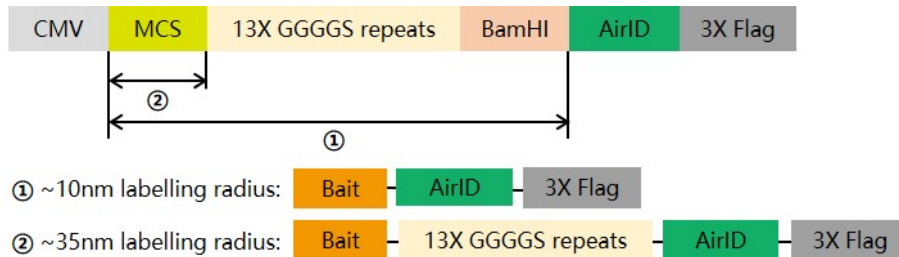 CMV MCS 13X GGGGS repeats BamHI AirID 3X Flag
②
①
① ~10nm labelling radius: Bait AirID 3X Flag
② ~35nm labelling radius: Bait 13X GGGGS repeats AirID 3X Flag